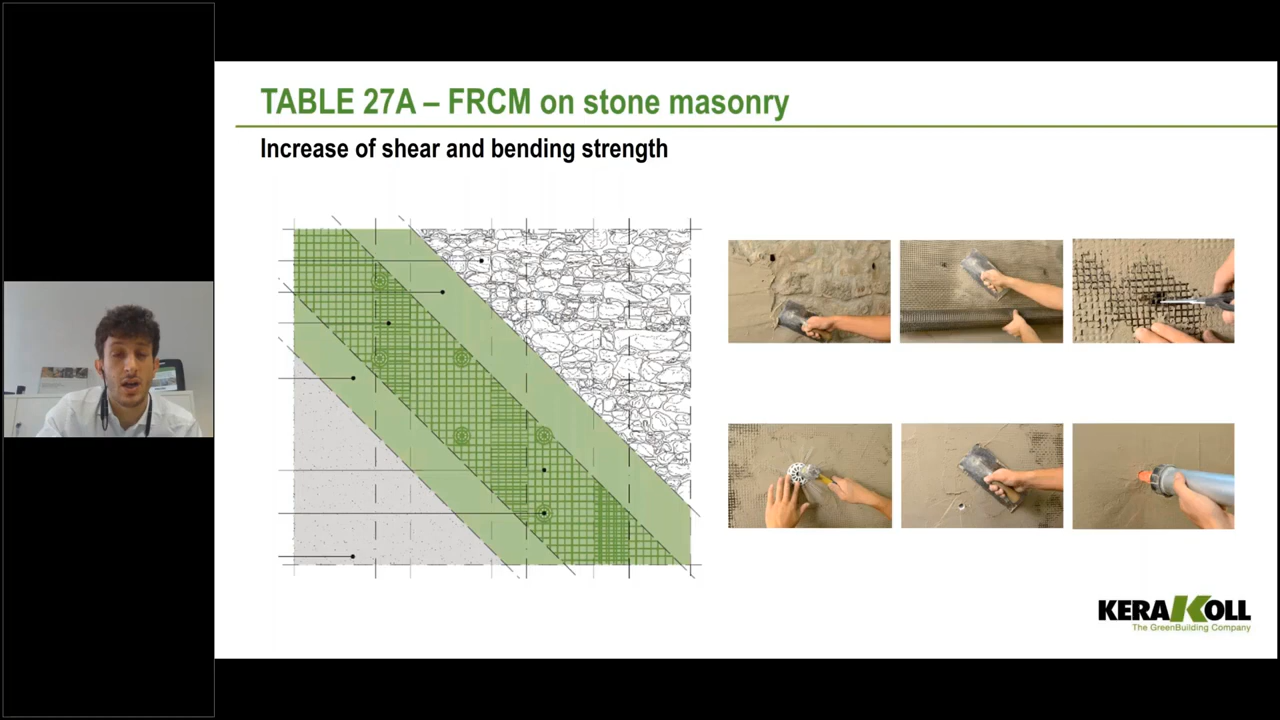 TABLE 27A – FRCM on stone masonry
Increase of shear and bending strength
KERAKOLL
The GreenBuilding Company